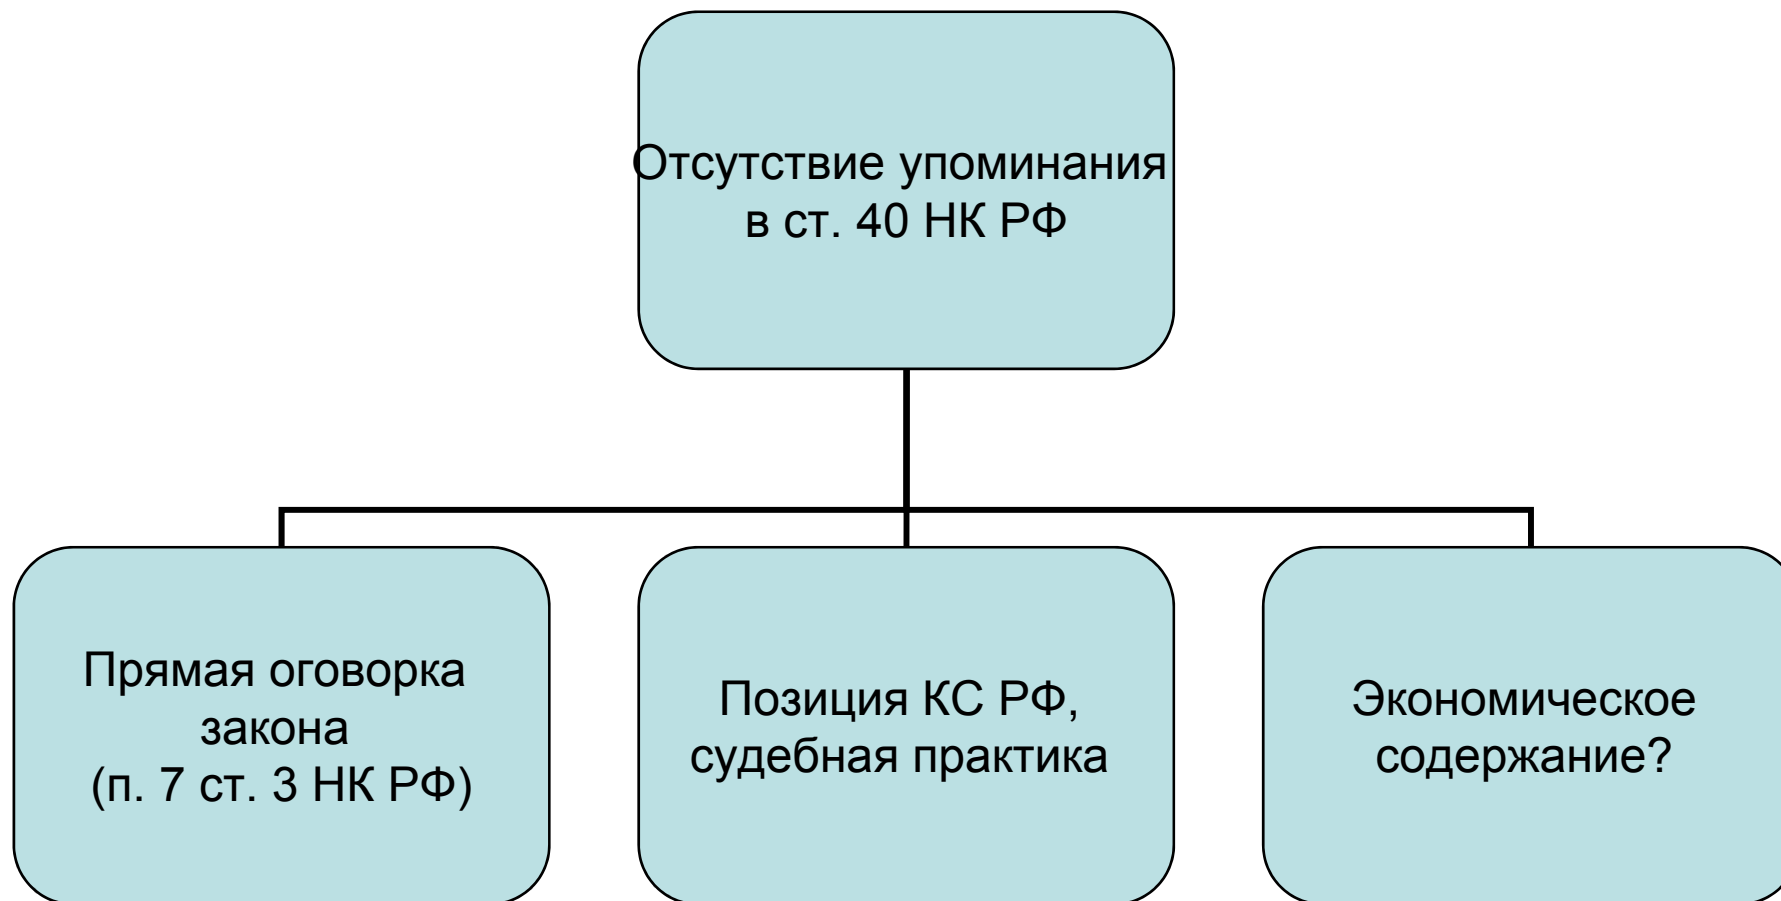 Отсутствие упоминания
в ст. 40 НК РФ
Прямая оговорка
закона
(п. 7 ст. 3 НК РФ)
Позиция КС РФ,
судебная практика
Экономическое
содержание?